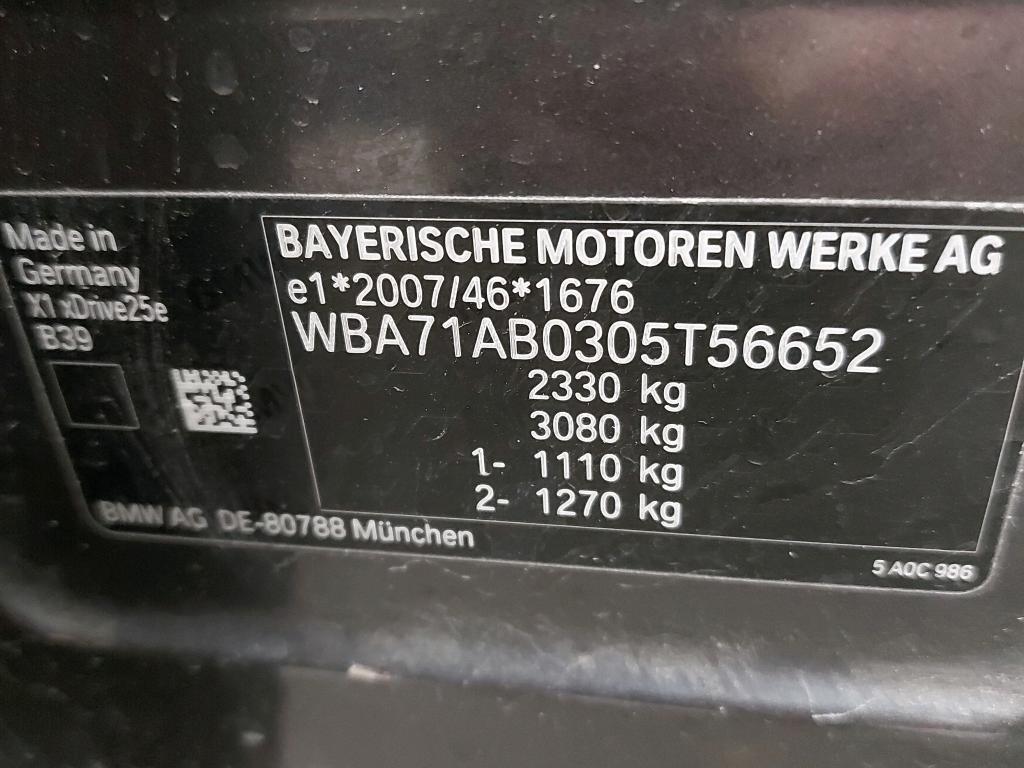 Made in
Germany
X1 xDrive25e
B39
BAYERISCHE MOTOREN WERKE AG
e1*2007/46*1676
WBA71AB0305T56652
2330 kg
3080 kg
1- 1110 kg
2- 1270 kg
BMW AG DE-80788 München
5 A0C 986